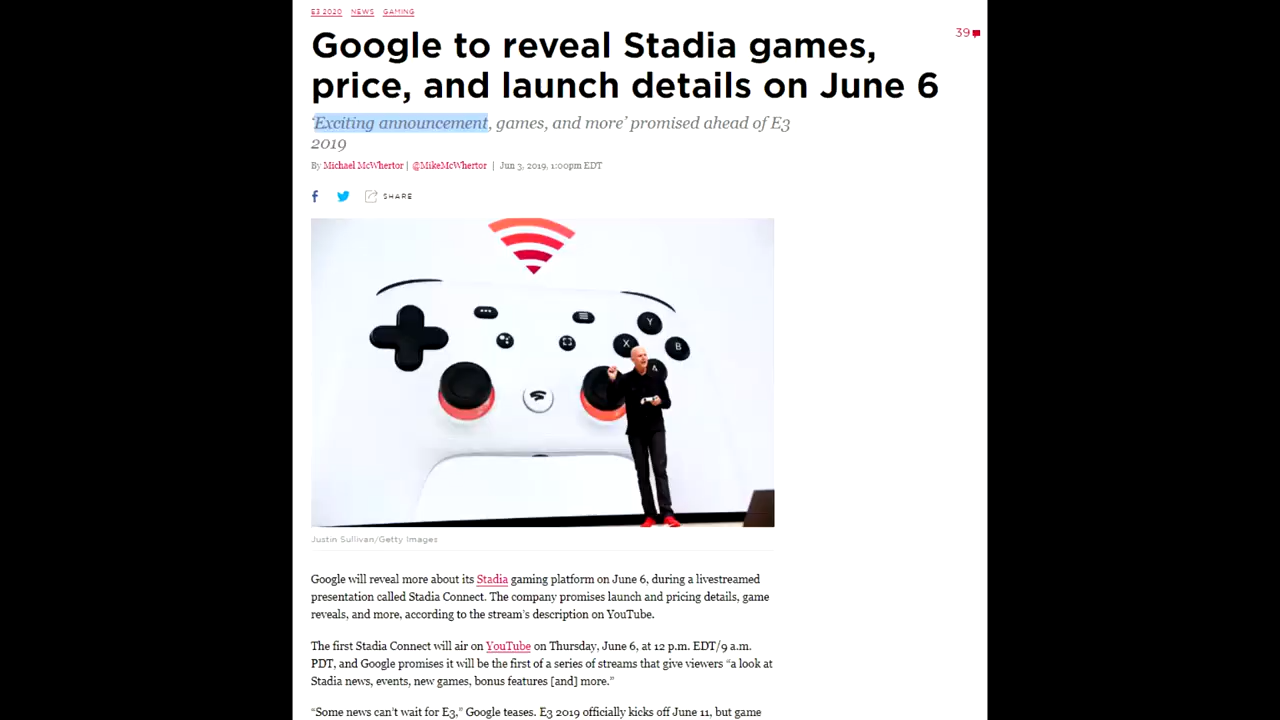 E3 2020 NEWS GAMING
39
Google to reveal Stadia games,
price, and launch details on June 6
‘Exciting announcement, games, and more’ promised ahead of E3
2019
By Michael McWhertor | @MikeMcWhertor | Jun 3, 2019, 1:00pm EDT
SHARE
Y
X B
A
Justin Sullivan/Getty Images
Google will reveal more about its Stadia gaming platform on June 6, during a livestreamed
presentation called Stadia Connect. The company promises launch and pricing details, game
reveals, and more, according to the stream’s description on YouTube.
The first Stadia Connect will air on YouTube on Thursday, June 6, at 12 p.m. EDT/9 a.m.
PDT, and Google promises it will be the first of a series of streams that give viewers “a look at
Stadia news, events, new games, bonus features [and] more.”
“Some news can’t wait for E3,” Google teases. E3 2019 officially kicks off June 11, but game